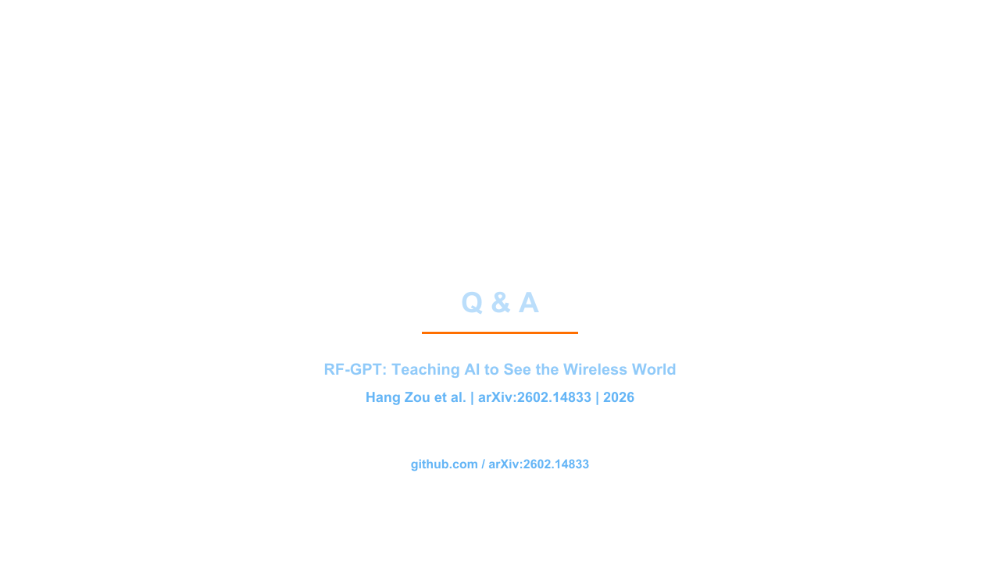 Q & A
RF-GPT: Teaching AI to See the Wireless World
Hang Zou et al. | arXiv:2602.14833 | 2026
github.com / arXiv:2602.14833